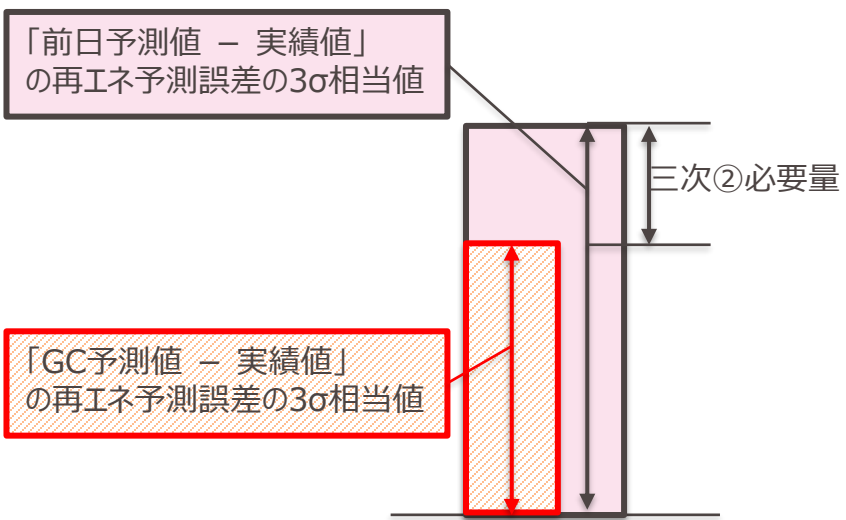 「前日予測値 － 実績値」
の再エネ予測誤差の3σ相当値
三次②必要量
「GC予測値 － 実績値」
の再エネ予測誤差の3σ相当値